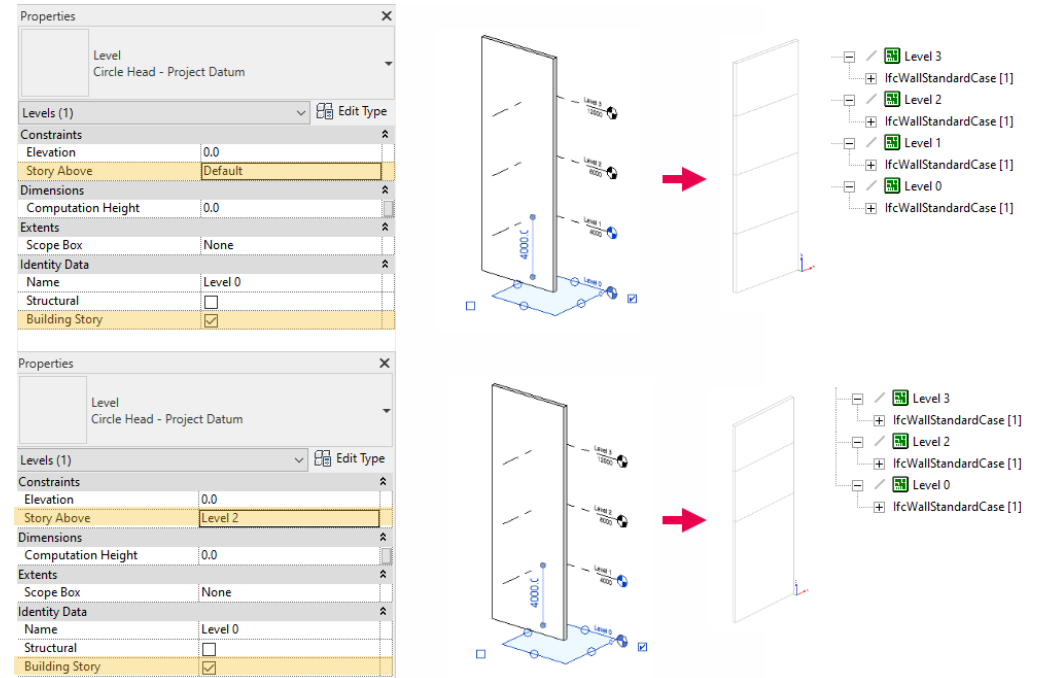 Properties
Level
Circle Head - Project Datum
Levels (1)
Edit Type
Constraints
Elevation 0.0
Story Above Default
Dimensions
Computation Height 0.0
Extents
Scope Box None
Identity Data
Name Level 0
Structural
Building Story
Level 3
12000
Level 2
8000
Level 1
4000
Level 0
4000.0
Level 3
IfcWallStandardCase [1]
Level 2
IfcWallStandardCase [1]
Level 1
IfcWallStandardCase [1]
Level 0
IfcWallStandardCase [1]
Properties
Level
Circle Head - Project Datum
Levels (1)
Edit Type
Constraints
Elevation 0.0
Story Above Level 2
Dimensions
Computation Height 0.0
Extents
Scope Box None
Identity Data
Name Level 0
Structural
Building Story
Level 3
12000
Level 2
8000
Level 1
4000
Level 0
4000.0
Level 3
IfcWallStandardCase [1]
Level 2
IfcWallStandardCase [1]
Level 0
IfcWallStandardCase [1]